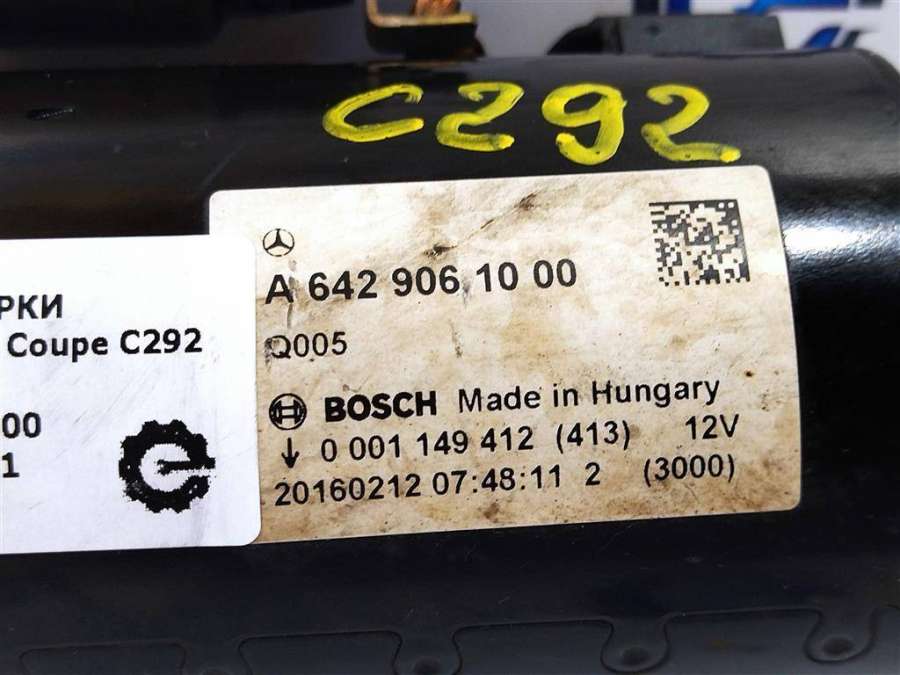 C292
A 642 906 10 00
Q005
BOSCH Made in Hungary
0 001 149 412 (413) 12V
20160212 07:48:11 2 (3000)
РКИ
Coupe C292
00
1